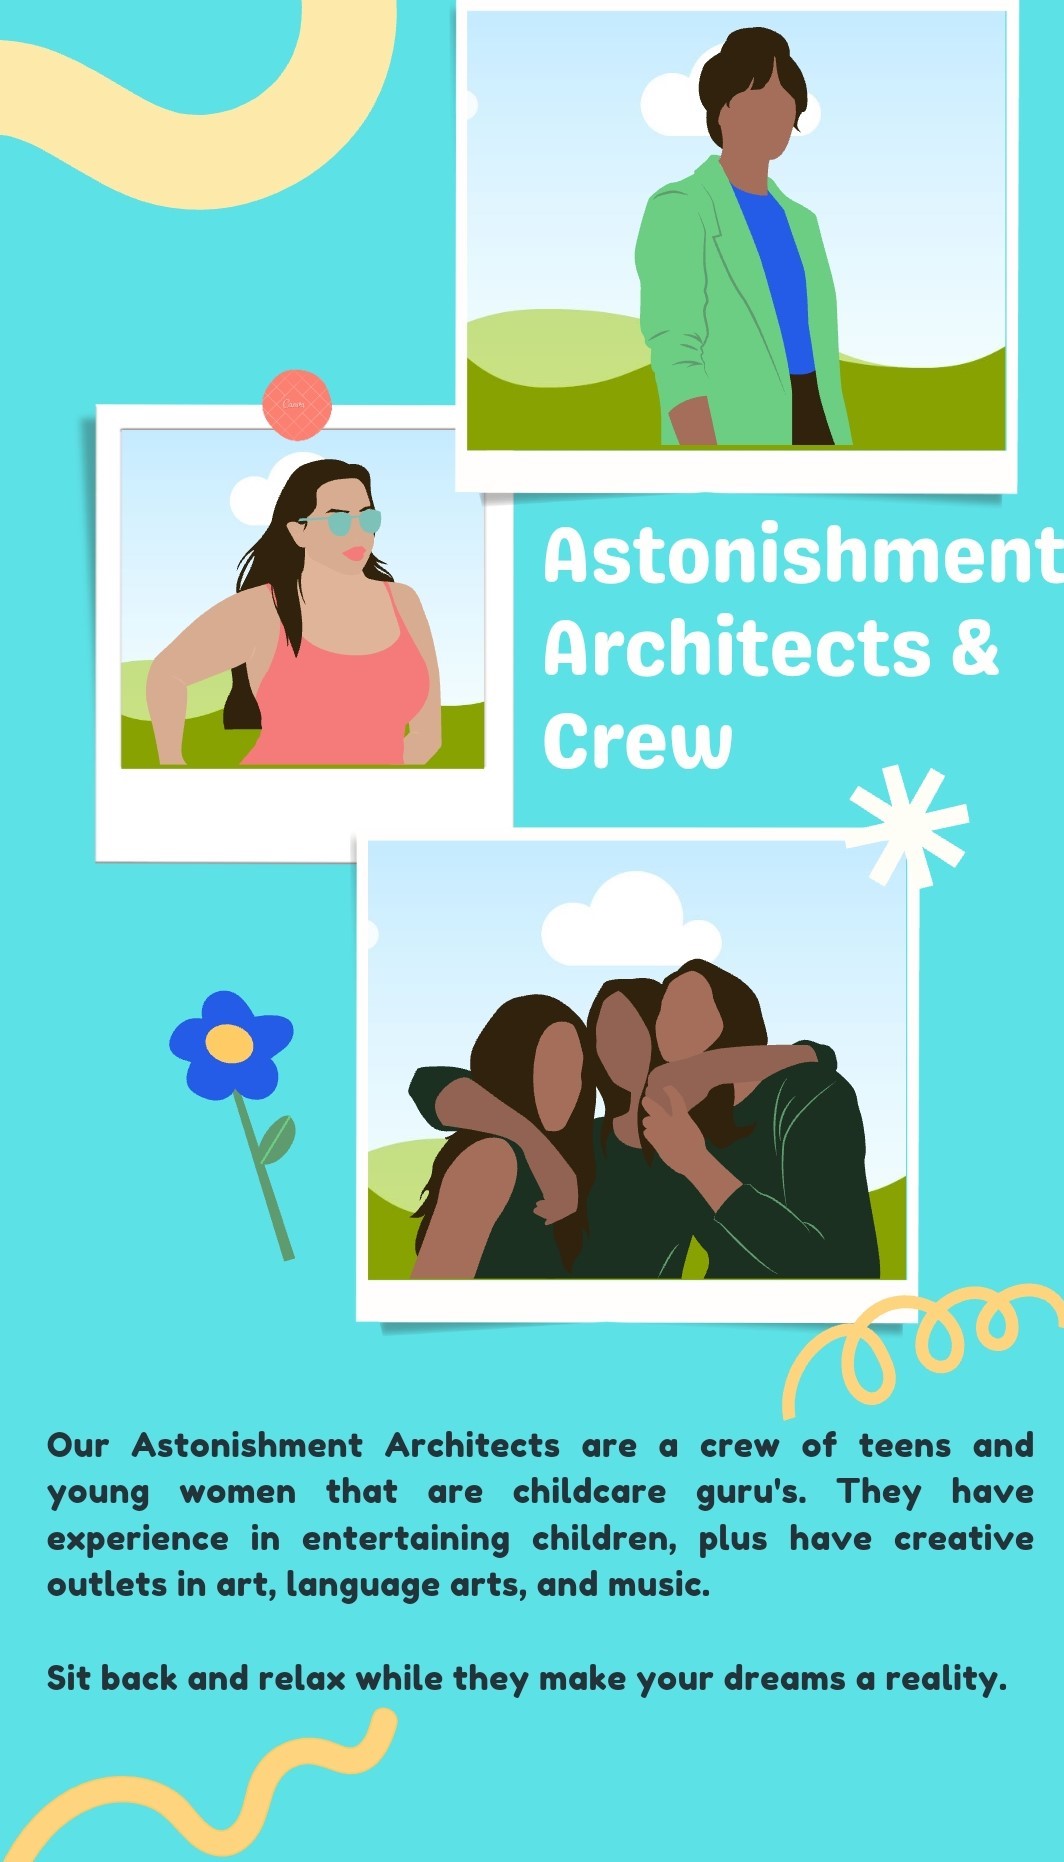 Canva
Astonishment
Architects &
Crew
Our Astonishment Architects are a crew of teens and
young women that are childcare guru's. They have
experience in entertaining children, plus have creative
outlets in art, language arts, and music.
Sit back and relax while they make your dreams a reality.